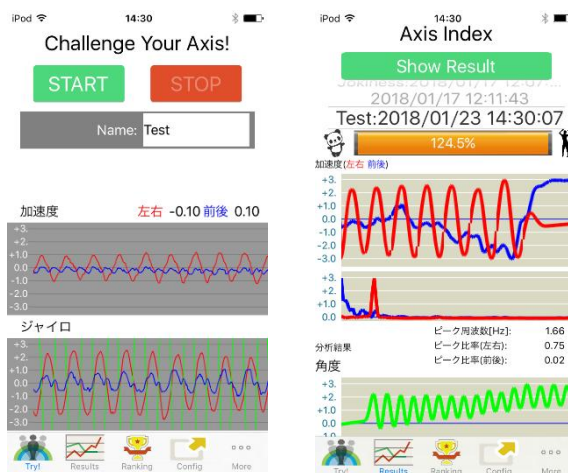 iPod 14:30
Challenge Your Axis!
START STOP
Name: Test
加速度 左右 -0.10 前後 0.10
+3.
+2.
+1.0
0.0
-1.0
-2.0
-3.0
ジャイロ
+3.
+2.
+1.0
0.0
-1.0
-2.0
-3.0
Try! Results Ranking Config More
iPod 14:30
Axis Index
Show Result
2018/01/17 12:11:43
Test:2018/01/23 14:30:07
124.5%
加速度(左右 前後)
+3.
+2.
+1.0
0.0
-1.0
-2.0
-3.0
+3.
+2.
+1.0
+0.0
ピーク周波数[Hz]: 1.66
分析結果 ピーク比率(左右): 0.75
ピーク比率(前後): 0.02
角度
+3.
+2.
+1.0
0.0
Try! Results Ranking Config More